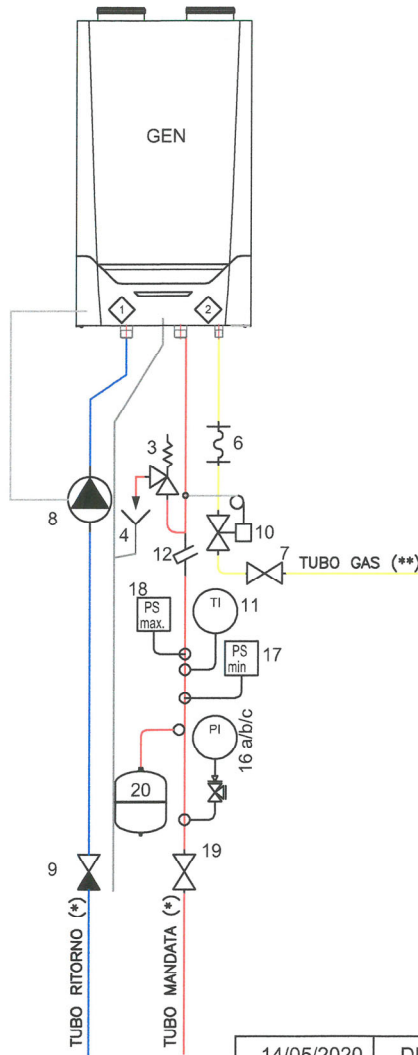 GEN
1
2
3
6
8
4
10
12
7
TUBO GAS (**)
18
PS
max.
TI
11
PS
min
17
PI
16 a/b/c
20
9
19
TUBO RITORNO (*)
TUBO MANDATA (*)
14/05/2020